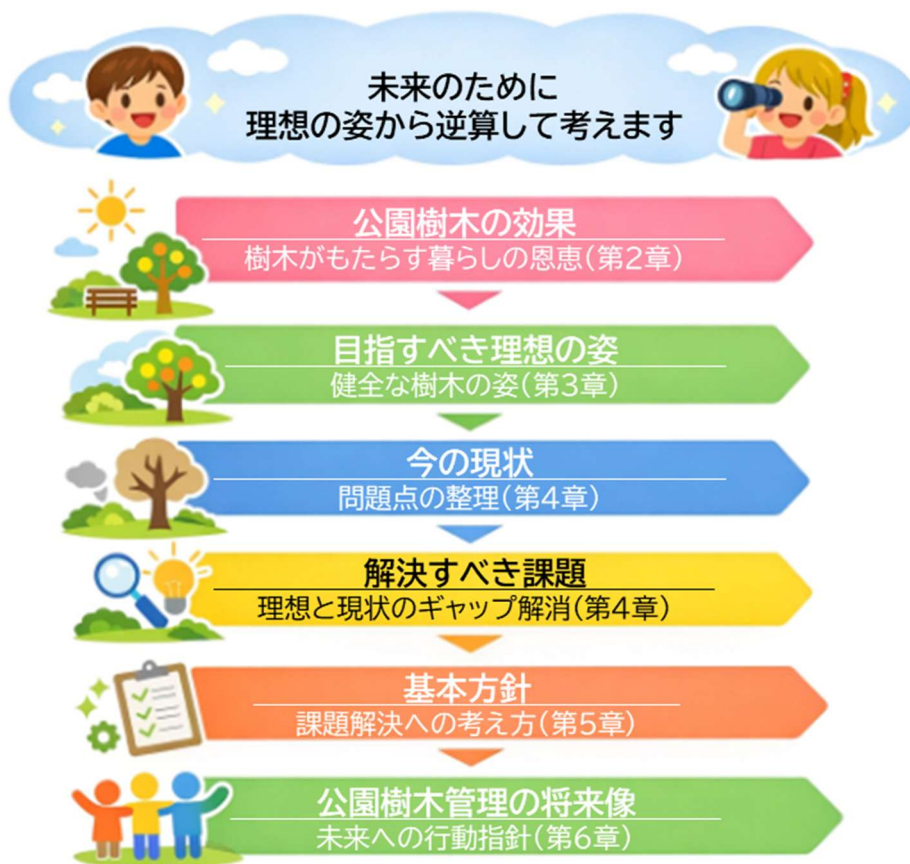 未来のために
理想の姿から逆算して考えます
公園樹木の効果
樹木がもたらす暮らしの恩恵(第2章)
目指すべき理想の姿
健全な樹木の姿(第3章)
今の現状
問題点の整理(第4章)
解決すべき課題
理想と現状のギャップ解消(第4章)
基本方針
課題解決への考え方(第5章)
公園樹木管理の将来像
未来への行動指針(第6章)